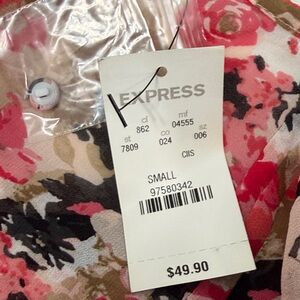 EXPRESS
cl mf
862 04555
st co sz
7809 024 006
CIIS
SMALL
97580342
$49.90